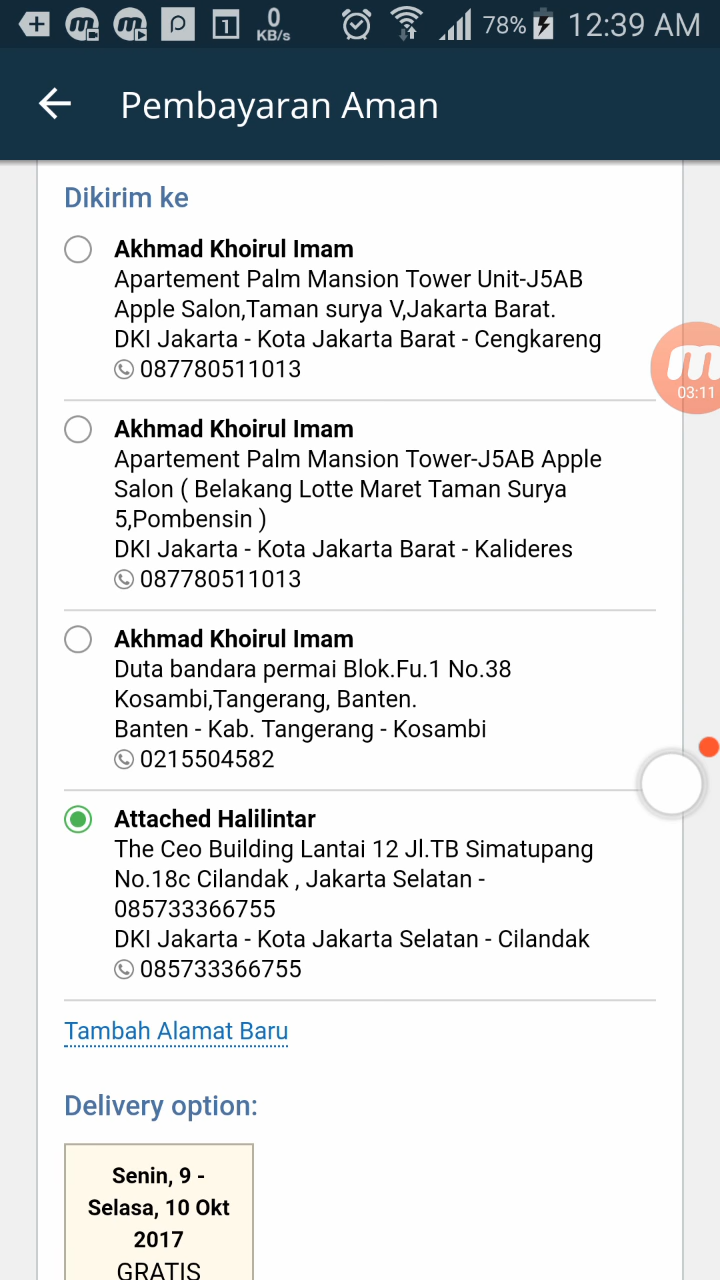 1
0
KB/s
78%
12:39 AM
Pembayaran Aman
Dikirim ke
Akhmad Khoirul Imam
Apartement Palm Mansion Tower Unit-J5AB
Apple Salon,Taman surya V,Jakarta Barat.
DKI Jakarta - Kota Jakarta Barat - Cengkareng
087780511013
03:11
Akhmad Khoirul Imam
Apartement Palm Mansion Tower-J5AB Apple
Salon ( Belakang Lotte Maret Taman Surya
5,Pombensin )
DKI Jakarta - Kota Jakarta Barat - Kalideres
087780511013
Akhmad Khoirul Imam
Duta bandara permai Blok.Fu.1 No.38
Kosambi,Tangerang, Banten.
Banten - Kab. Tangerang - Kosambi
0215504582
Attached Halilintar
The Ceo Building Lantai 12 Jl.TB Simatupang
No.18c Cilandak , Jakarta Selatan -
085733366755
DKI Jakarta - Kota Jakarta Selatan - Cilandak
085733366755
Tambah Alamat Baru
Delivery option:
Senin, 9 -
Selasa, 10 Okt
2017
GRATIS